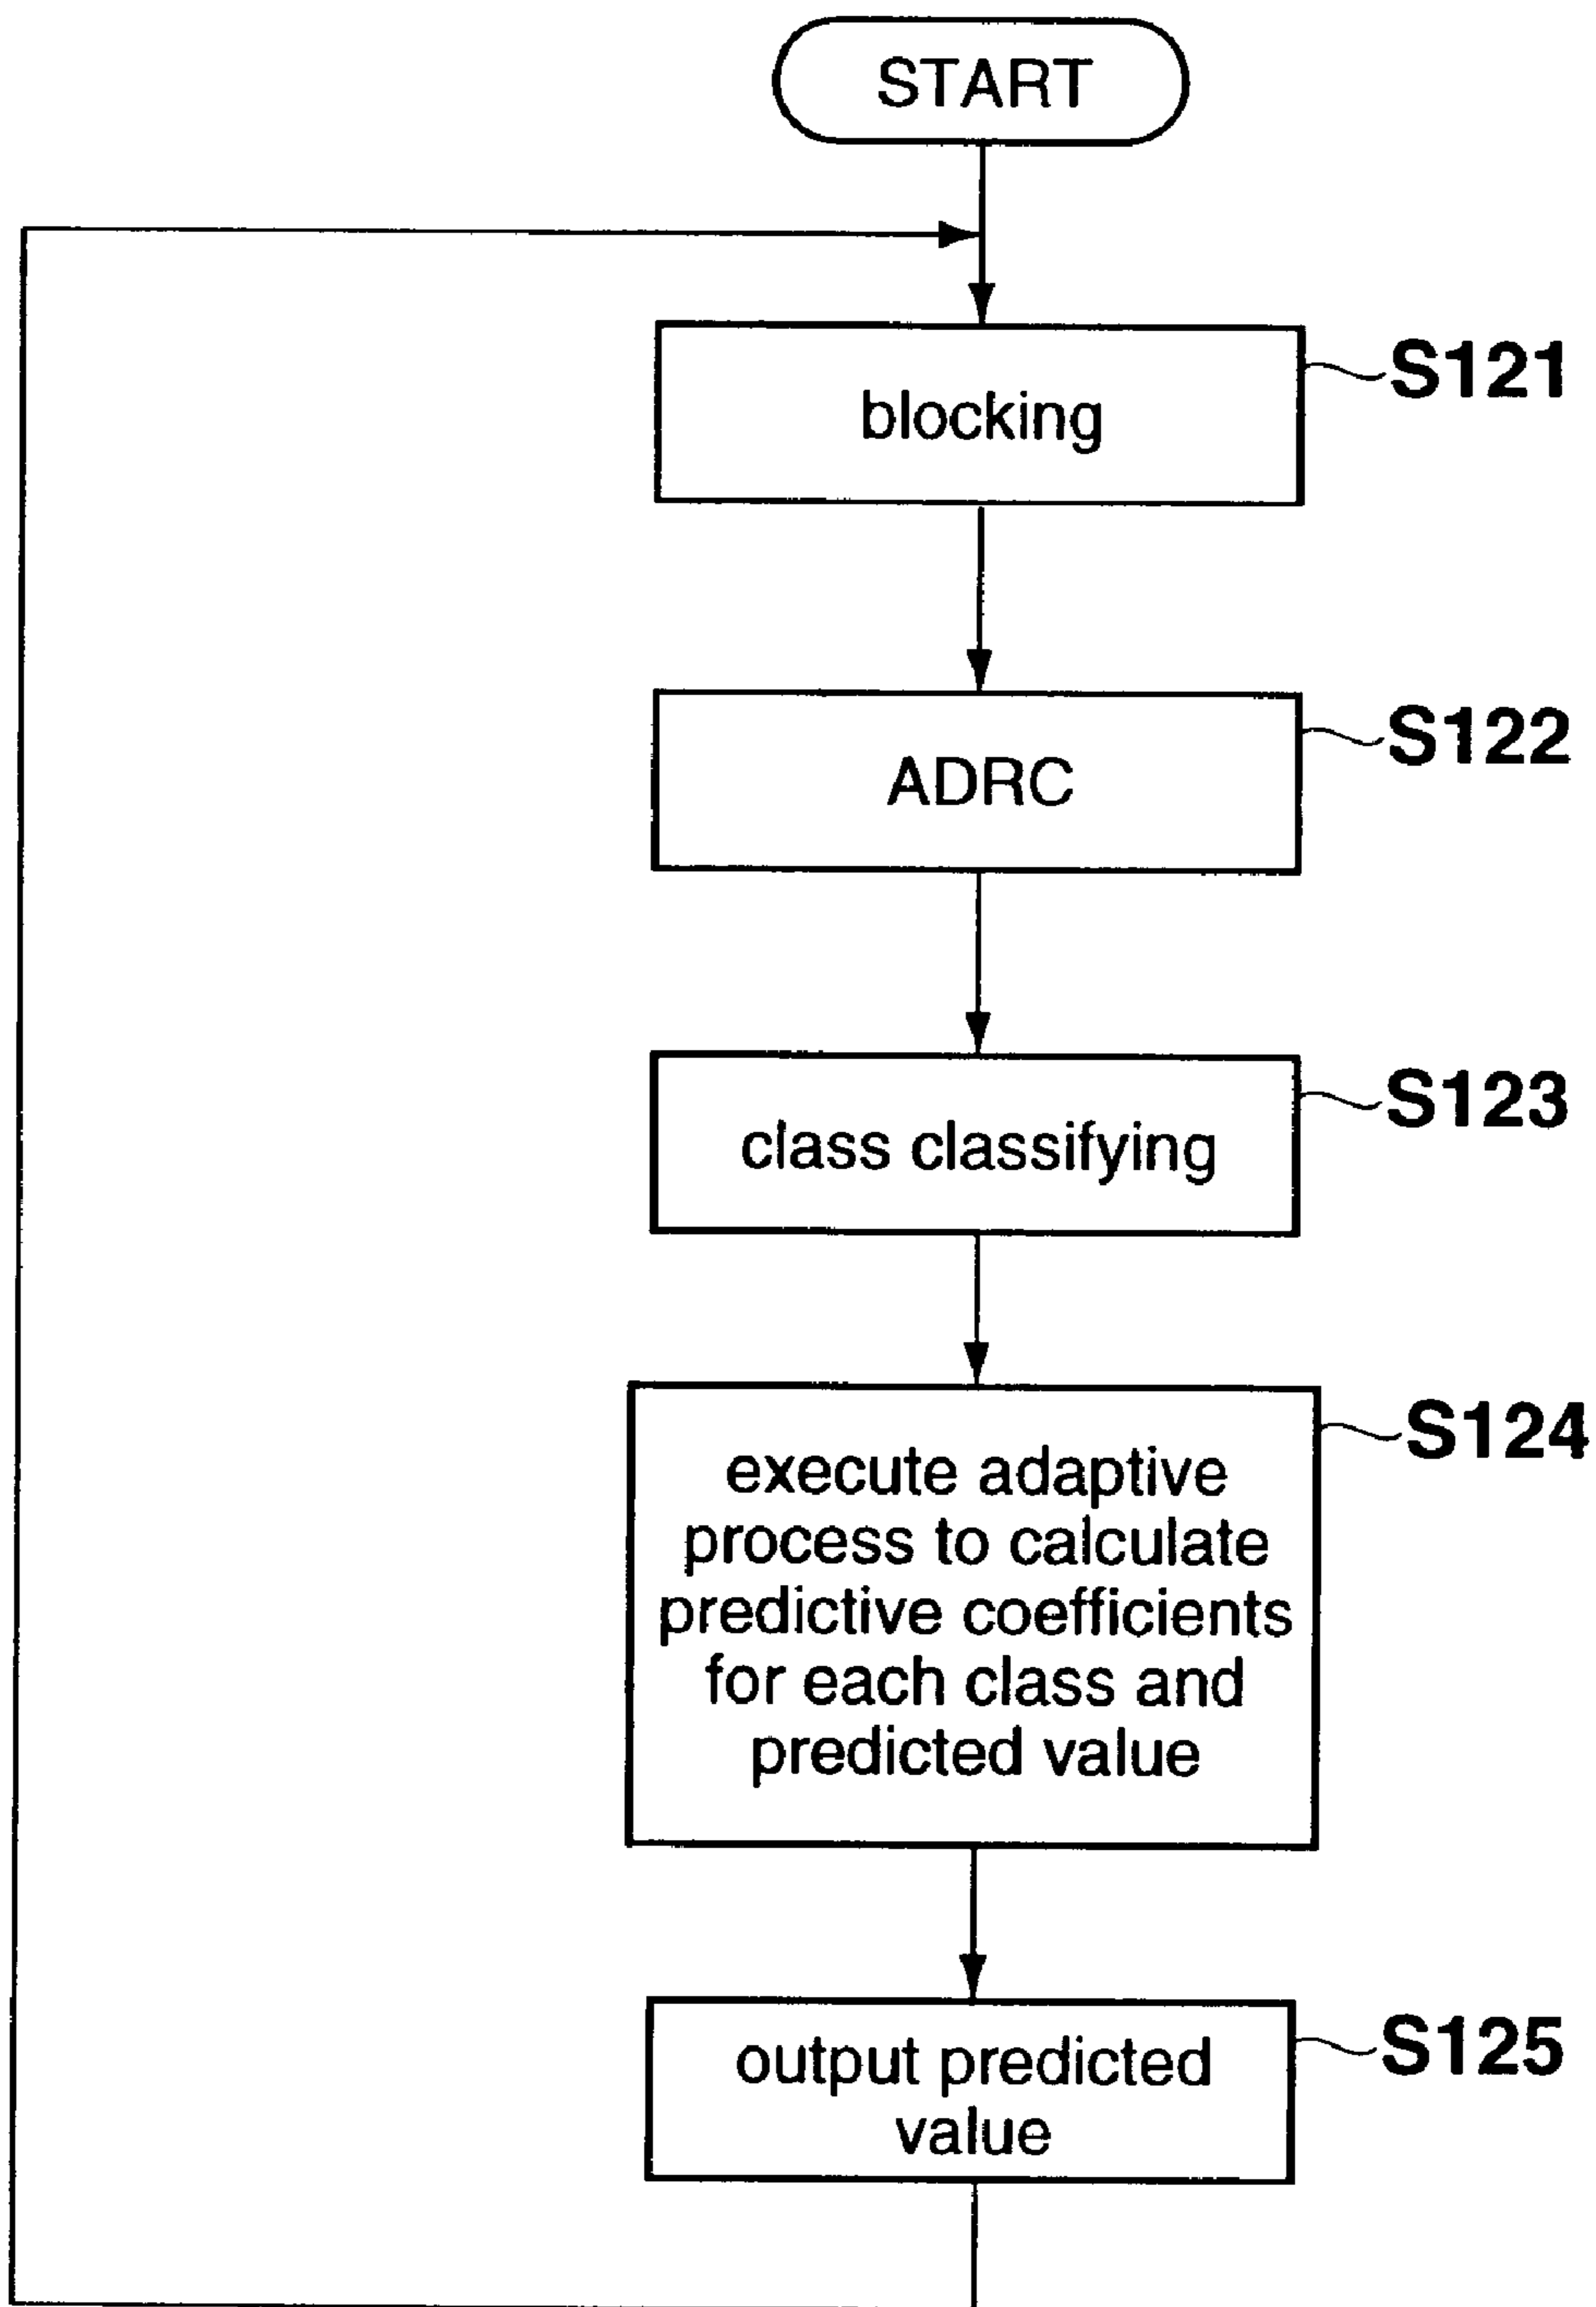 START
blocking
S121
ADRC
S122
class classifying
S123
execute adaptive
process to calculate
predictive coefficients
for each class and
predicted value
S124
output predicted
value
S125